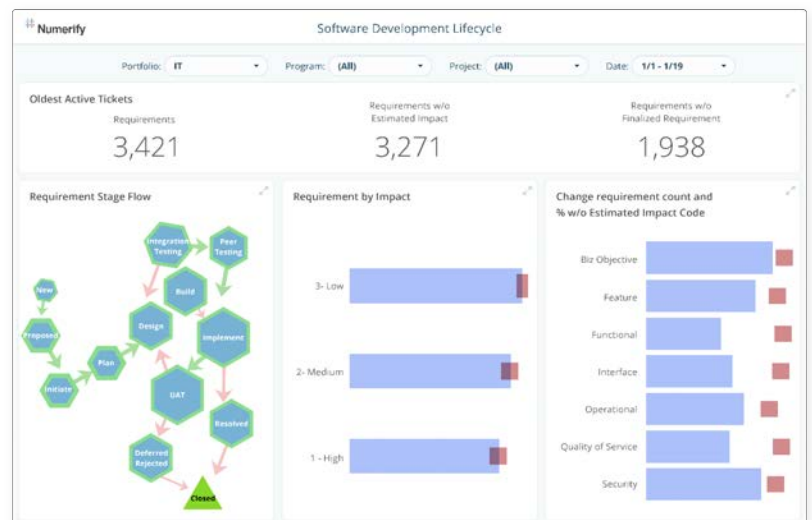 Numerify
Software Development Lifecycle
Portfolio: IT
Program: (All)
Project: (All)
Date: 1/1 - 1/19
Oldest Active Tickets
Requirements
3,421
Requirements w/o
Estimated Impact
3,271
Requirements w/o
Finalized Requirement
1,938
Requirement Stage Flow
Integration
Testing
Peer
Testing
New
Build
Proposed
Design
Implement
Plan
Initiate
UAT
Resolved
Deferred
Rejected
Closed
Requirement by Impact
3- Low
2- Medium
1 - High
Change requirement count and
% w/o Estimated Impact Code
Biz Objective
Feature
Functional
Interface
Operational
Quality of Service
Security